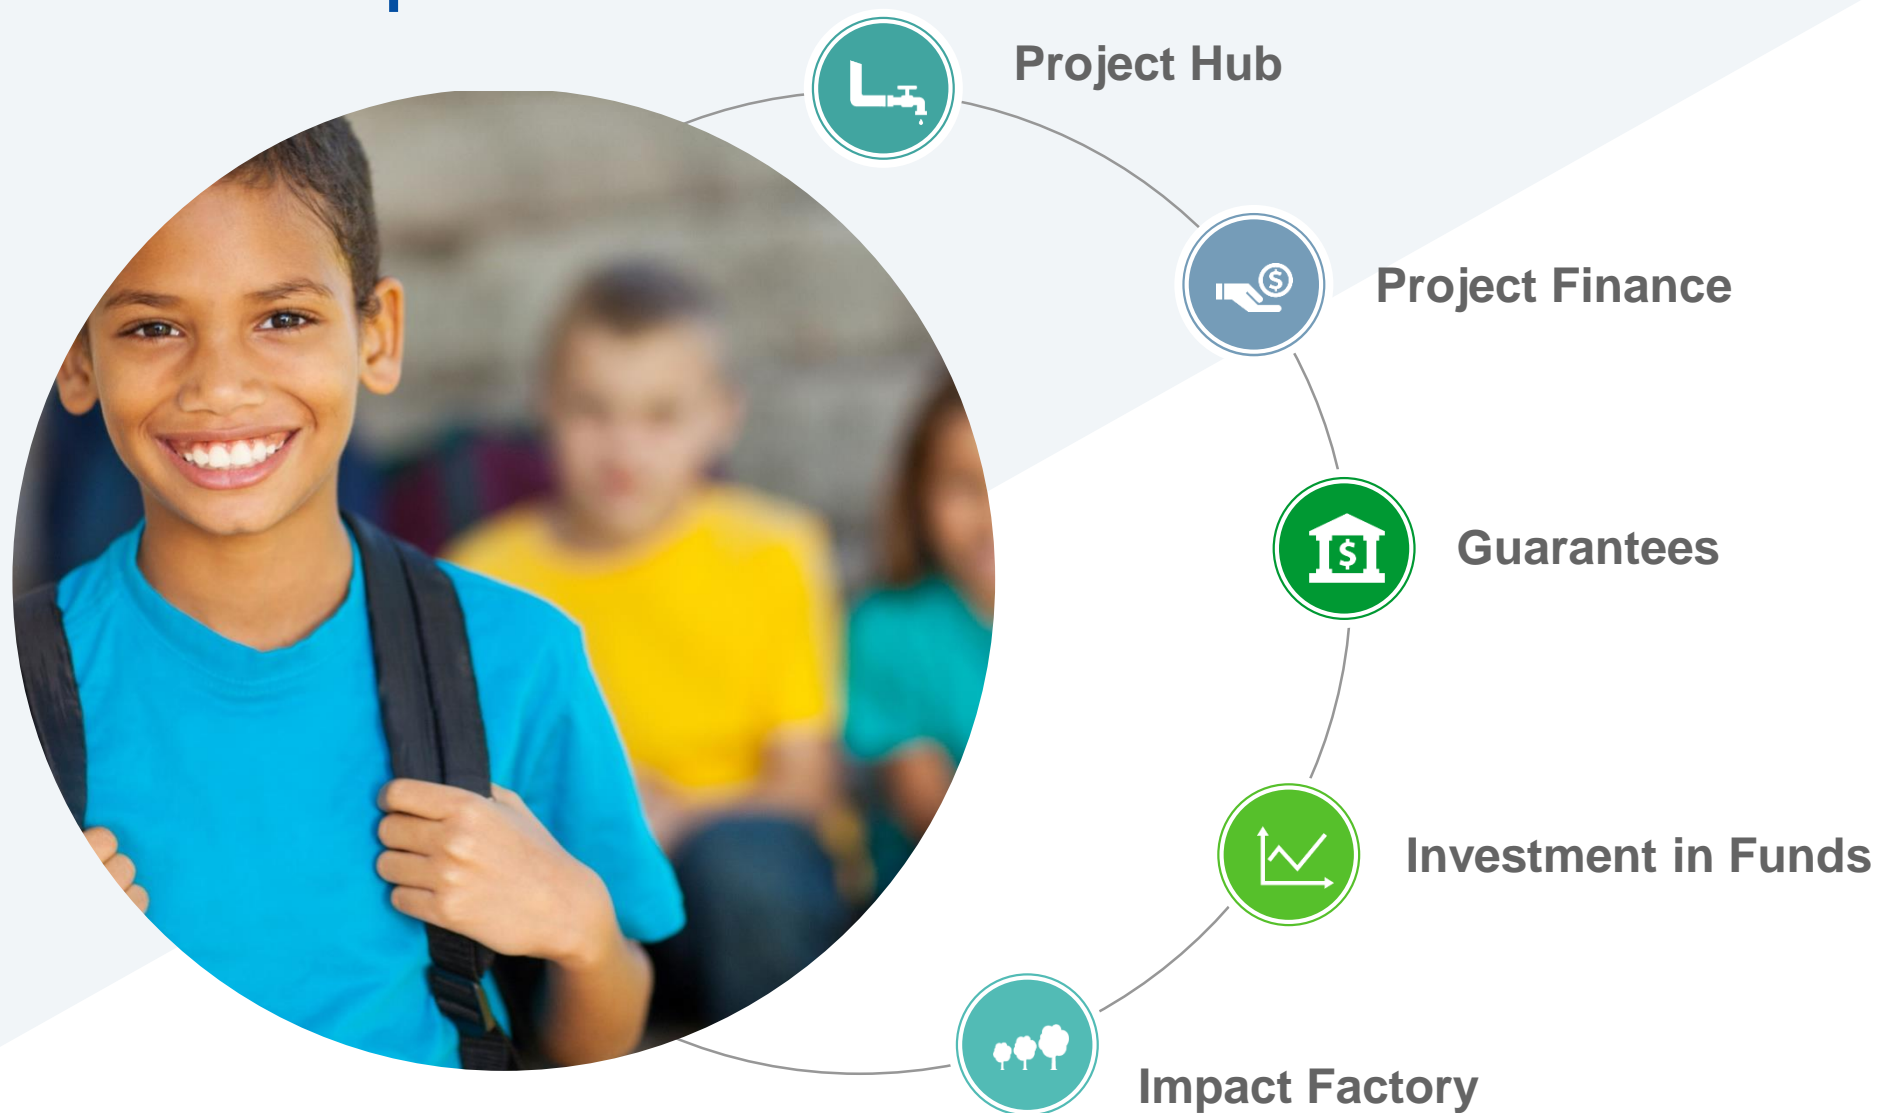 Project Hub
Project Finance
Guarantees
Investment in Funds
Impact Factory